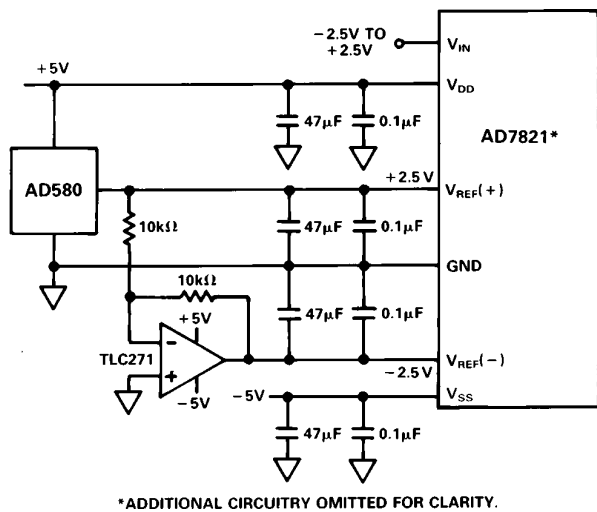 −2.5V TO
+2.5V
V_IN
+5V
V_DD
47μF
0.1μF
AD7821*
AD580
+2.5V
V_REF(+)
10kΩ
47μF
0.1μF
GND
10kΩ
+5V
47μF
0.1μF
TLC271
−
+
−5V
V_REF(−)
−2.5V
−5V
V_SS
47μF
0.1μF
*ADDITIONAL CIRCUITRY OMITTED FOR CLARITY.